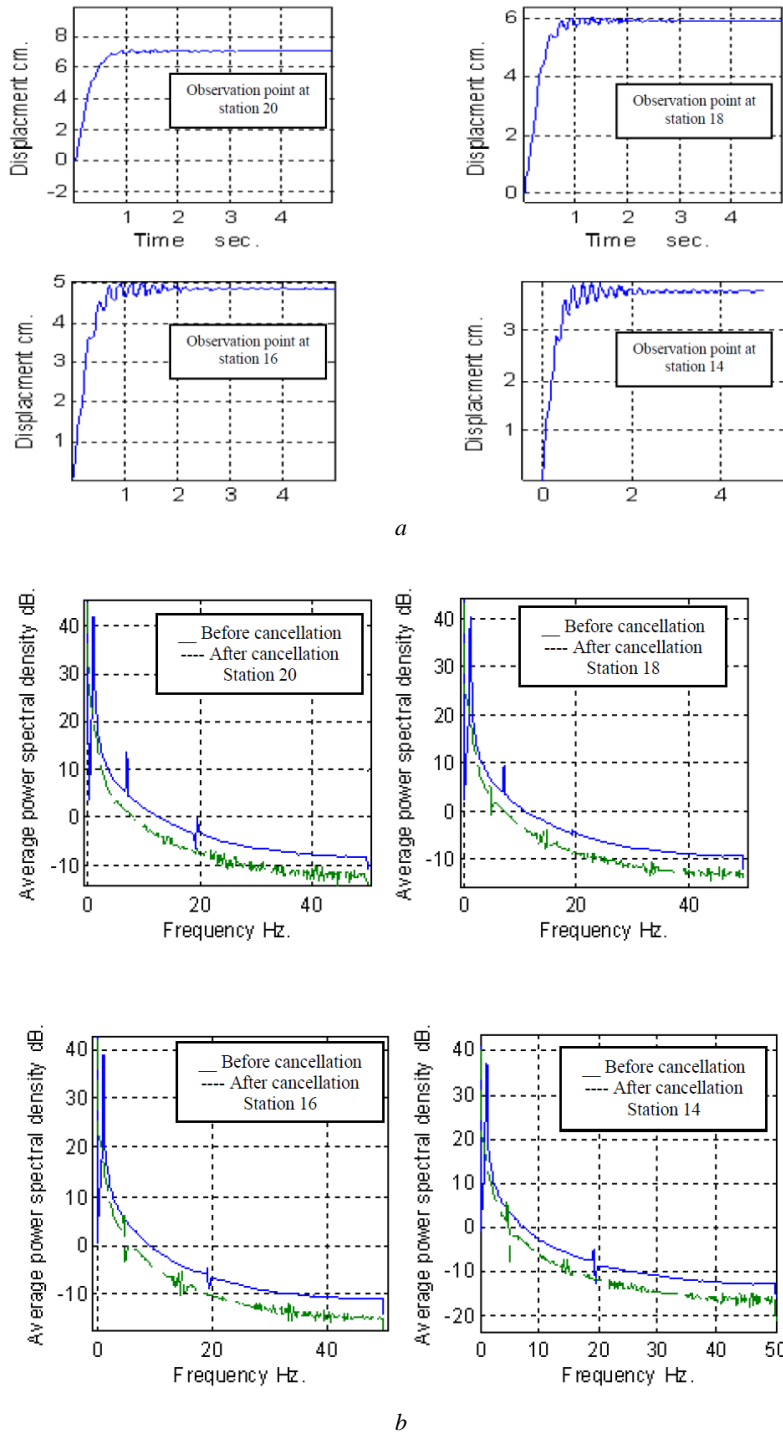 Displacment cm.
8
6
4
2
0
-2
1
2
3
4
Time sec.
Observation point at
station 20
Displacment cm.
6
4
2
0
1
2
3
4
Time sec.
Observation point at
station 18
Displacment cm.
5
4
3
2
1
1
2
3
4
Observation point at
station 16
Displacment cm.
3
2
1
0
2
4
Observation point at
station 14
a
Average power spectral density dB.
40
30
20
10
0
-10
0
20
40
Frequency Hz.
__ Before cancellation
---- After cancellation
Station 20
Average power spectral density dB.
40
30
20
10
0
-10
0
20
40
Frequency Hz.
__ Before cancellation
---- After cancellation
Station 18
Average power spectral density dB.
40
30
20
10
0
-10
0
20
40
Frequency Hz.
__ Before cancellation
---- After cancellation
Station 16
Average power spectral density dB.
40
30
20
10
0
-10
-20
0
10
20
30
40
50
Frequency Hz.
__ Before cancellation
---- After cancellation
Station 14
b